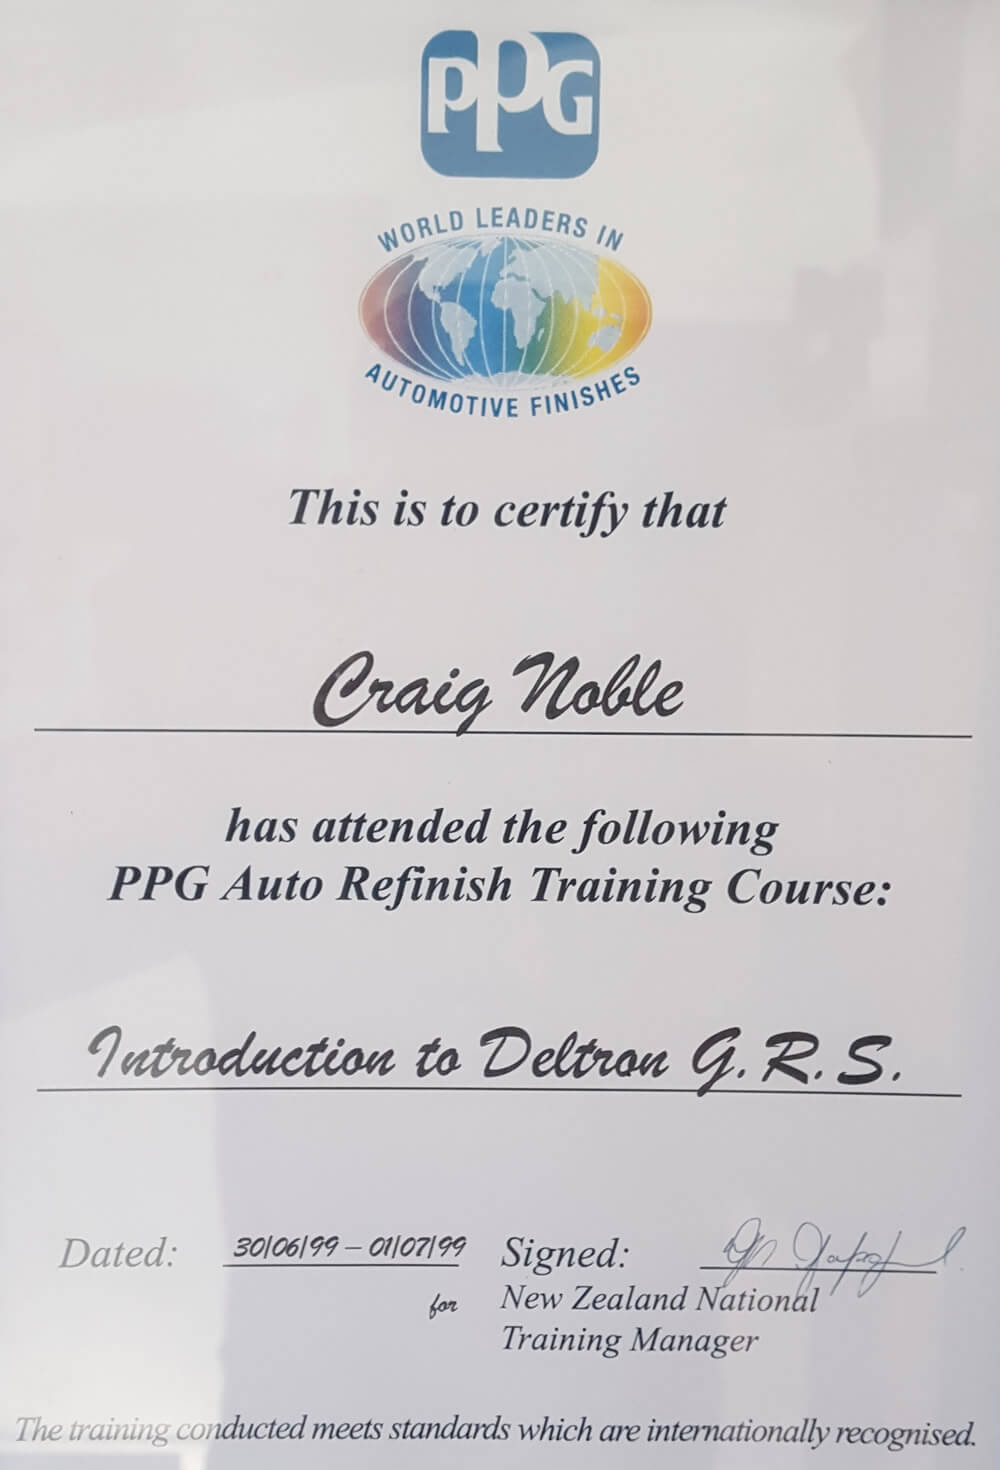 PPG
WORLD LEADERS IN
AUTOMOTIVE FINISHES
This is to certify that
Craig Noble
has attended the following
PPG Auto Refinish Training Course:
Introduction to Deltron G.R.S.
Dated: 30/06/99 – 01/07/99 Signed:
for New Zealand National
Training Manager
The training conducted meets standards which are internationally recognised.